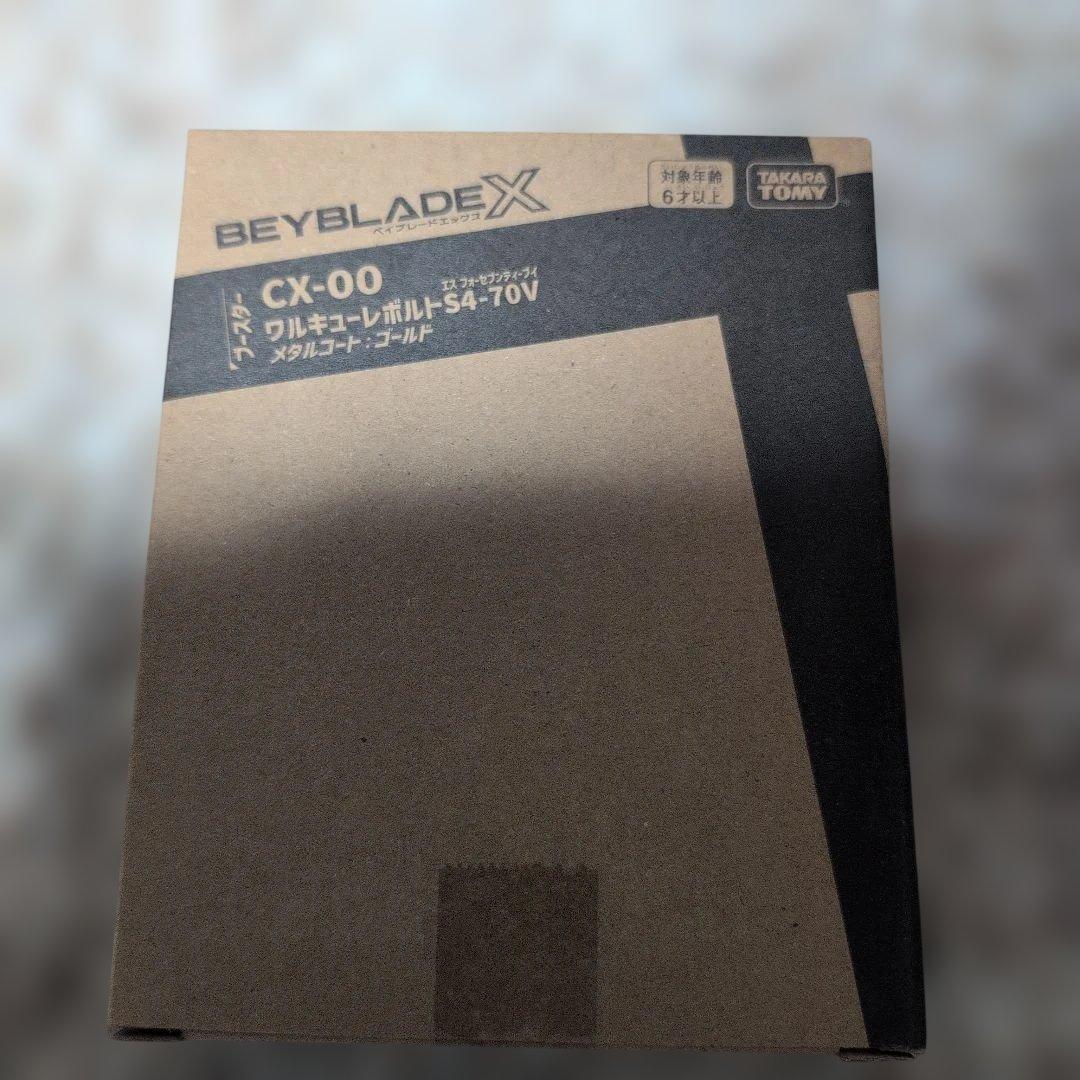 BEYBLADE X
ベイブレードエックス
対象年齢
6才以上
TAKARA
TOMY
ブースター
CX-00
エス フォーセブンティーブイ
ワルキューレボルトS4-70V
メタルコート：ゴールド